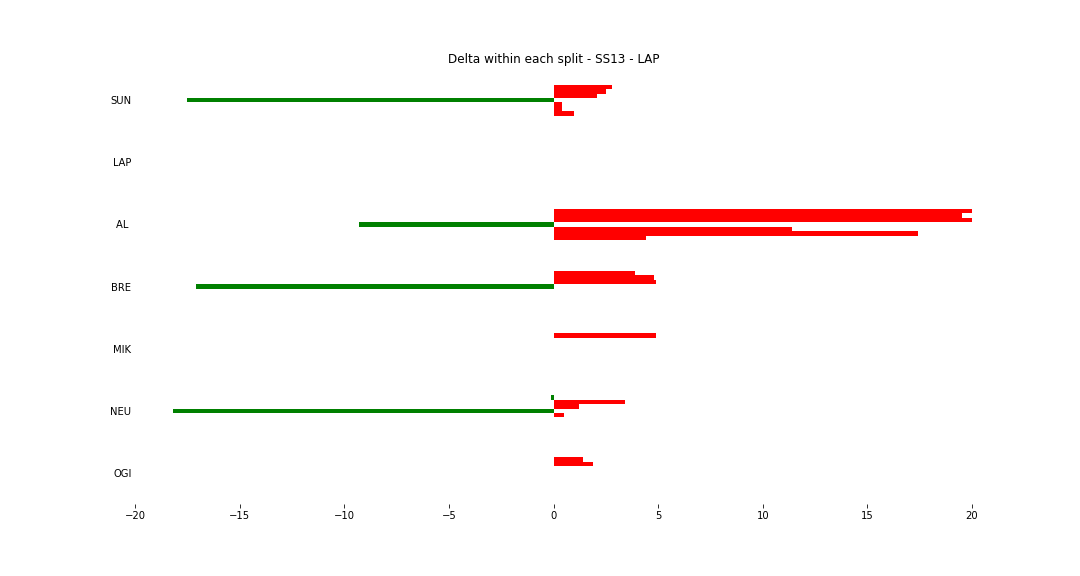 Delta within each split - SS13 - LAP
SUN
LAP
AL
BRE
MIK
NEU
OGI
−20 −15 −10 −5 0 5 10 15 20